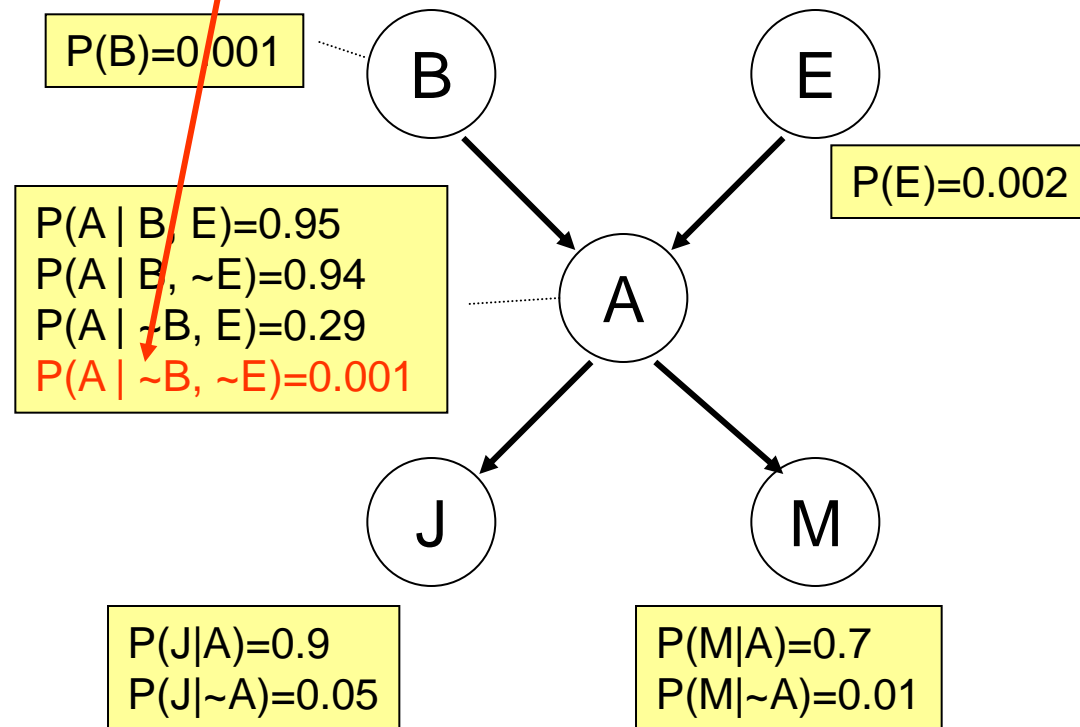 P(B)=0.001
B
E
P(E)=0.002
P(A | B, E)=0.95
P(A | B, ~E)=0.94
P(A | ~B, E)=0.29
P(A | ~B, ~E)=0.001
A
J
M
P(J|A)=0.9
P(J|~A)=0.05
P(M|A)=0.7
P(M|~A)=0.01